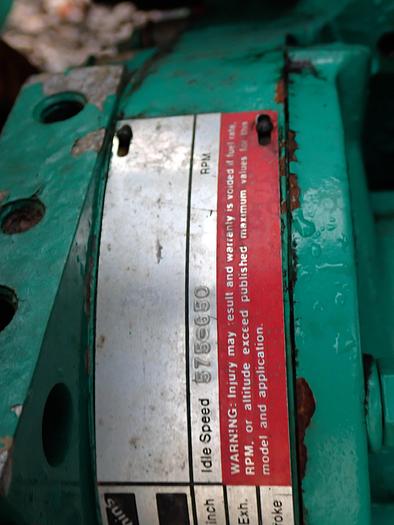 Idle Speed 575-650 RPM
WARNING: Injury may result and warranty is voided if fuel rate,
RPM, or altitude exceed published maximum values for this
model and application.
inch
Exh.
roke